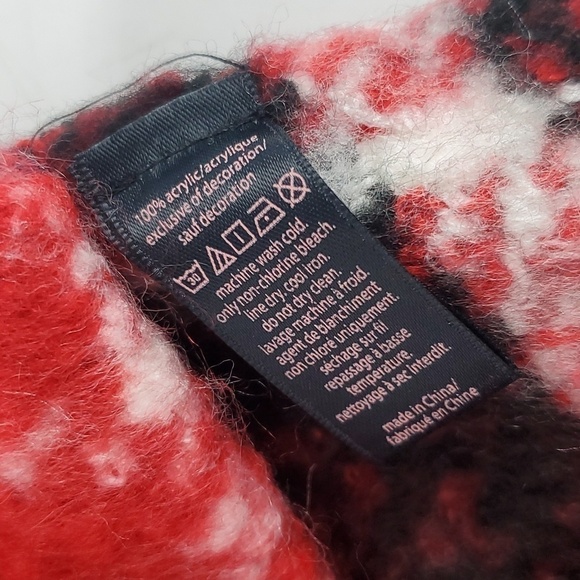 100% acrylic/acrylique
exclusive of decoration/
sauf decoration
30
machine wash cold.
only non-chlorine bleach.
line dry. cool iron.
do not dry clean.
lavage machine à froid.
agent de blanchiment
non chloré uniquement.
séchage sur fil
repassage à basse
temperature.
nettoyage à sec interdit.
made in China/
fabriqué en Chine